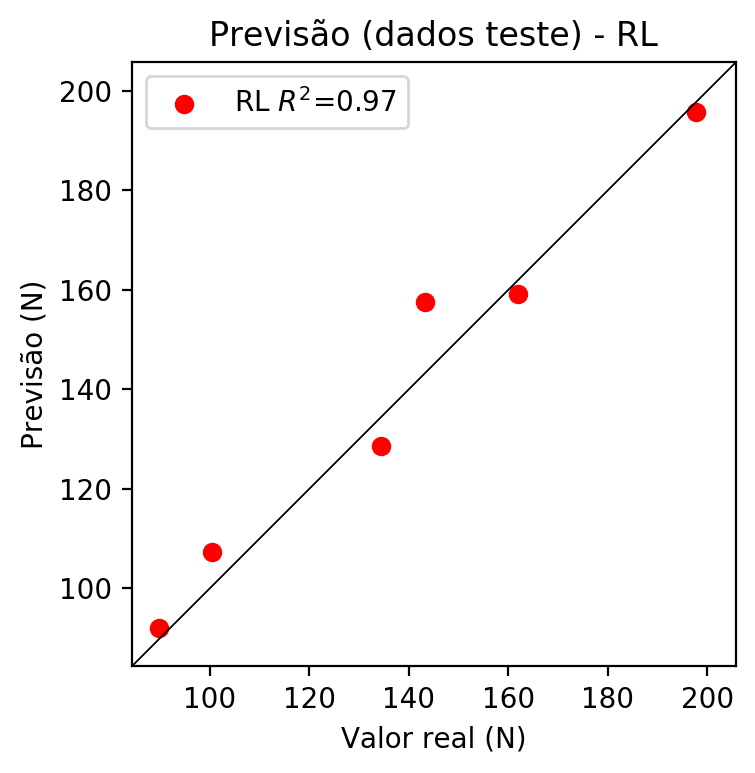 Previsão (dados teste) - RL
RL R²=0.97
200
180
160
140
120
100
Previsão (N)
100 120 140 160 180 200
Valor real (N)